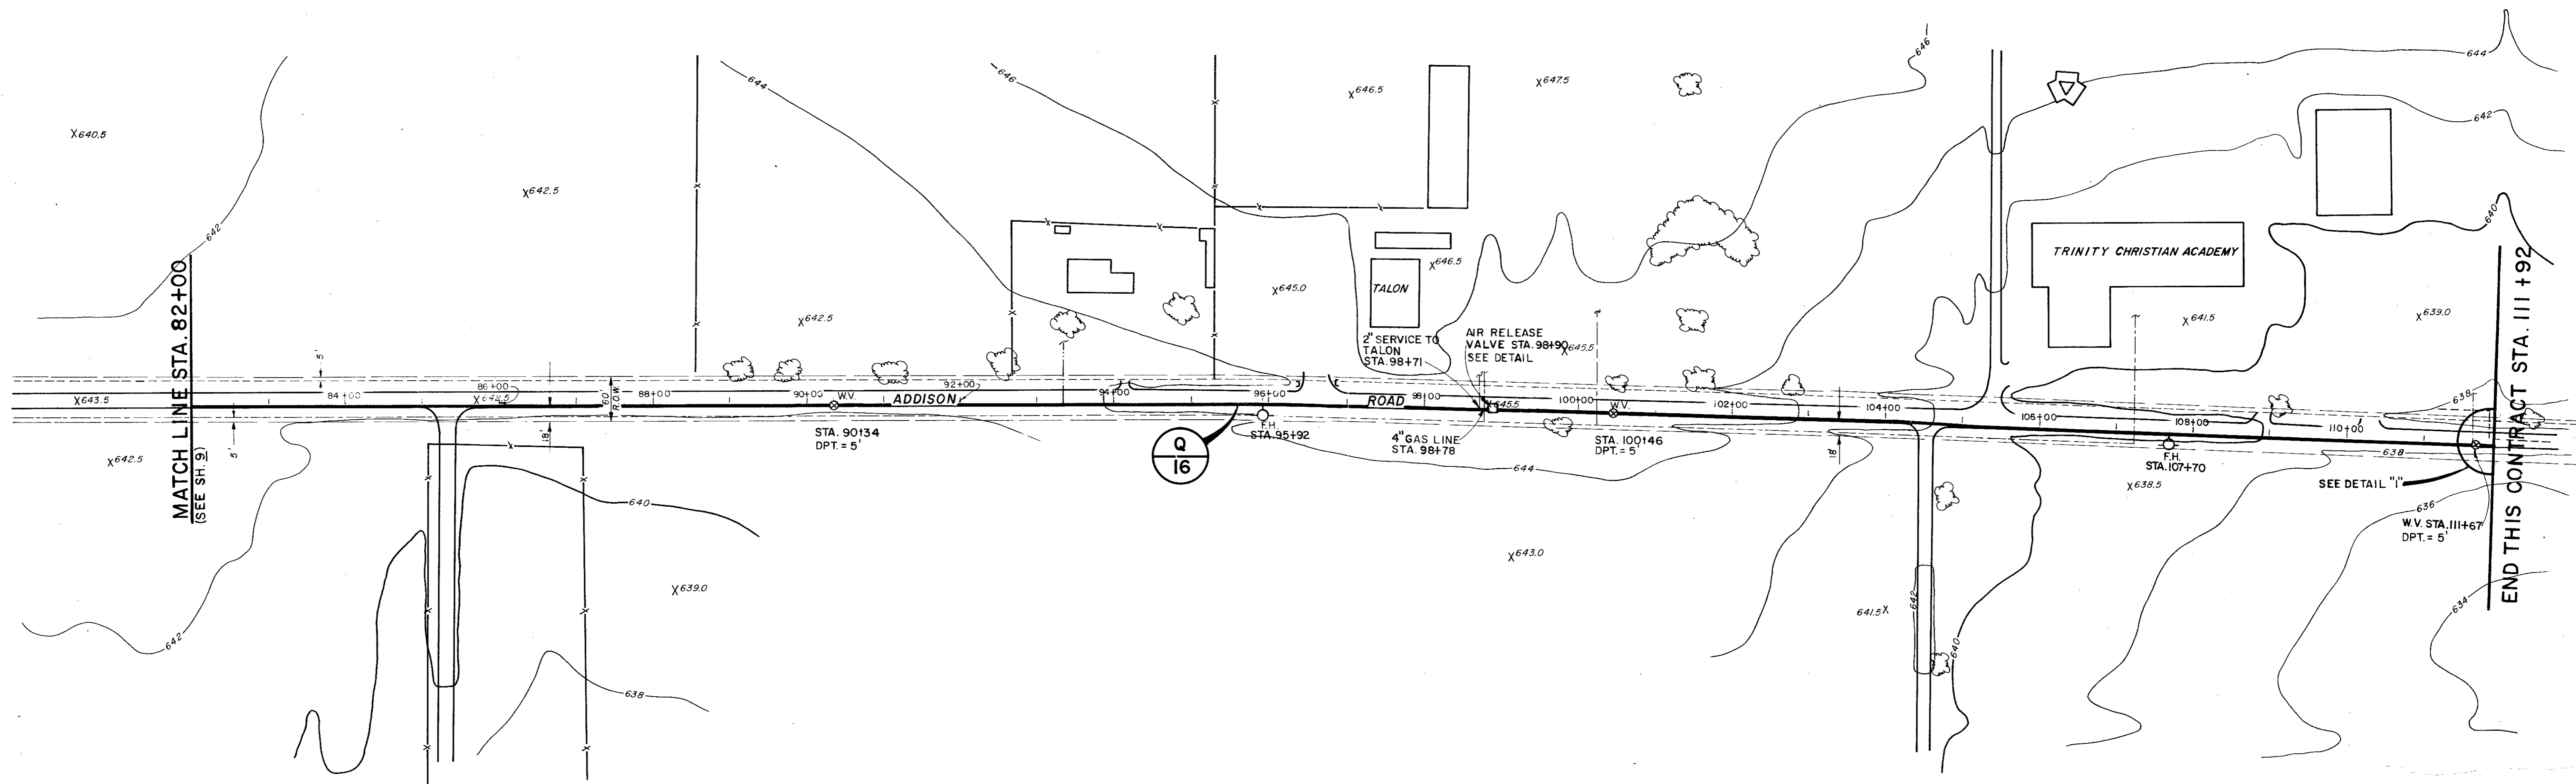 646
644
644
646
X646.5
X647.5
642
X640.5
X642.5
640
642
TRINITY CHRISTIAN ACADEMY
X646.5
X645.0
TALON
X639.0
X641.5
X642.5
MATCH LINE STA. 82+00
(SEE SH. 9)
END THIS CONTRACT STA. 111+92
2" SERVICE TO
TALON
STA. 98+71
AIR RELEASE
VALVE STA. 98+90
SEE DETAIL
X645.5
5'
60'
R.O.W.
X643.5
84+00
86+00
X642.5
88+00
90+00
W.V.
ADDISON
92+00
94+00
96+00
ROAD
98+00
X645.5
100+00
W.V.
102+00
104+00
106+00
108+00
110+00
638
5'
18'
STA. 90+34
DPT. = 5'
F.H.
STA. 95+92
4" GAS LINE
STA. 98+78
STA. 100+46
DPT. = 5'
18'
F.H.
STA. 107+70
638
X642.5
Q
16
644
X638.5
SEE DETAIL "1"
640
636
W.V. STA. 111+67
DPT. = 5'
X643.0
X639.0
642
641.5X
642
634
640
638